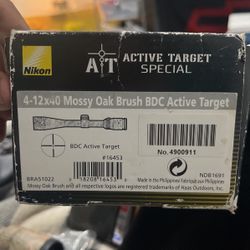 Nikon
AT ACTIVE TARGET
SPECIAL
4-12x40 Mossy Oak Brush BDC Active Target
BDC Active Target
#16453
No.4900911
BRA51022
18208 16453
NDB1691
Made in the Philippines
Mossy Oak Brush and all respective logos are registered trademarks of Haas Outdoors, Inc.